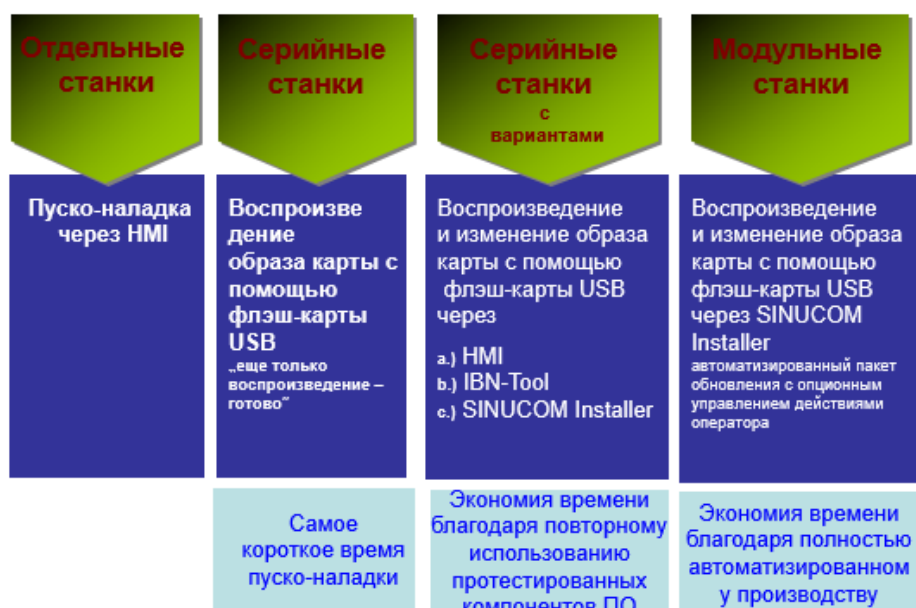 Отдельные
станки
Пуско-наладка
через HMI
Серийные
станки
Воспроизве
дение
образа карты с
помощью
флэш-карты
USB
„еще только
воспроизведение –
готово“
Самое
короткое время
пуско-наладки
Серийные
станки
с
вариантами
Воспроизведение
и изменение образа
карты с помощью
флэш-карты USB
через
a.) HMI
b.) IBN-Tool
c.) SINUCOM Installer
Экономия времени
благодаря повторному
использованию
протестированных
компонентов ПО
Модульные
станки
Воспроизведение
и изменение образа
карты с помощью
флэш-карты USB
через SINUCOM
Installer
автоматизированный пакет
обновления с опционным
управлением действиями
оператора
Экономия времени
благодаря полностью
автоматизированном
у производству